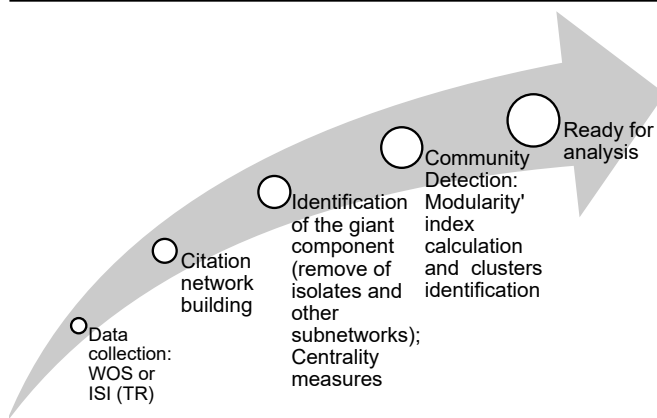 Data
collection:
WOS or
ISI (TR)
Citation
network
building
Identification
of the giant
component
(remove of
isolates and
other
subnetworks);
Centrality
measures
Community
Detection:
Modularity'
index
calculation
and clusters
identification
Ready for
analysis